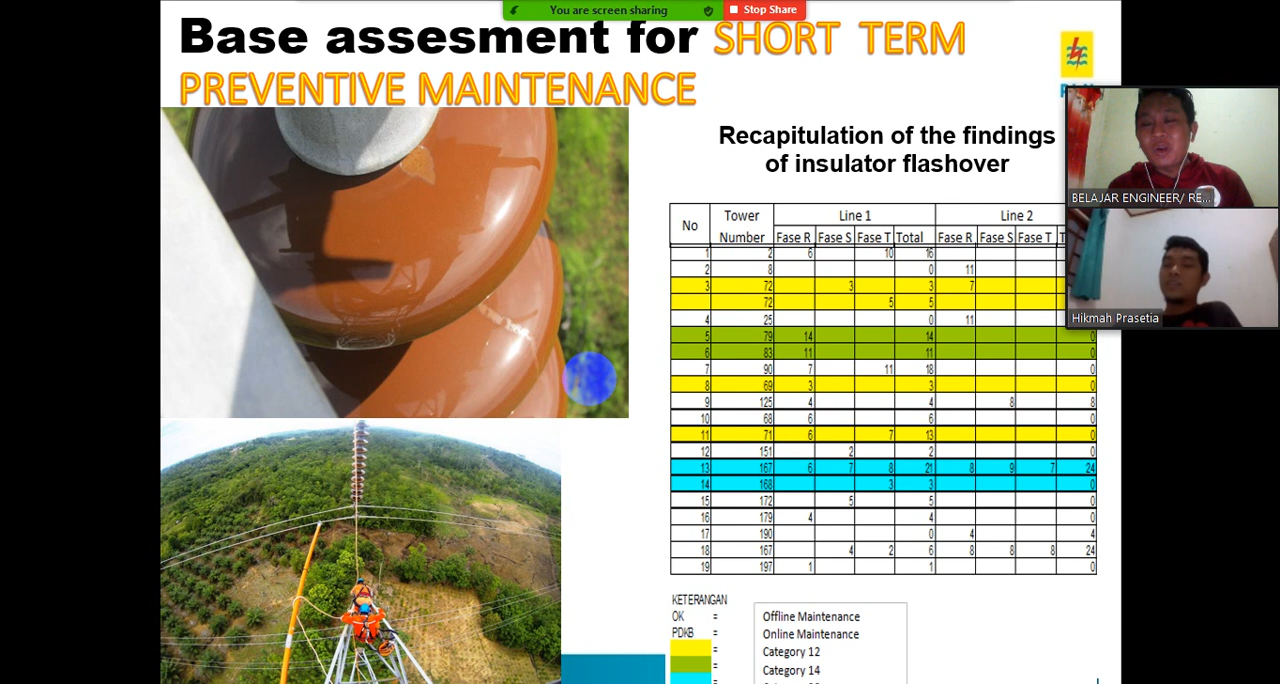 You are screen sharing
Stop Share
Base assesment for SHORT TERM
PREVENTIVE MAINTENANCE
BELAJAR ENGINEER/ RE...
Hikmah Prasetia
Recapitulation of the findings
of insulator flashover
No Tower Number Line 1 Line 2
Fase R Fase S Fase T Total Fase R Fase S Fase T
1 2 6 10 16
2 8 0 11
3 72 3 3 7
72 5 5
4 25 0 11
5 79 14 14 0
6 83 11 11 0
7 90 7 11 18 0
8 69 3 3 0
9 125 4 4 8 8
10 68 6 6 0
11 71 6 7 13 0
12 151 2 2 0
13 167 6 7 8 21 8 9 7 24
14 168 3 3 0
15 172 5 5 0
16 179 4 4 0
17 190 0 4 4
18 167 4 2 6 8 8 8 24
19 197 1 1 0
KETERANGAN
OK = Offline Maintenance
PDKB = Online Maintenance
= Category 12
= Category 14
=